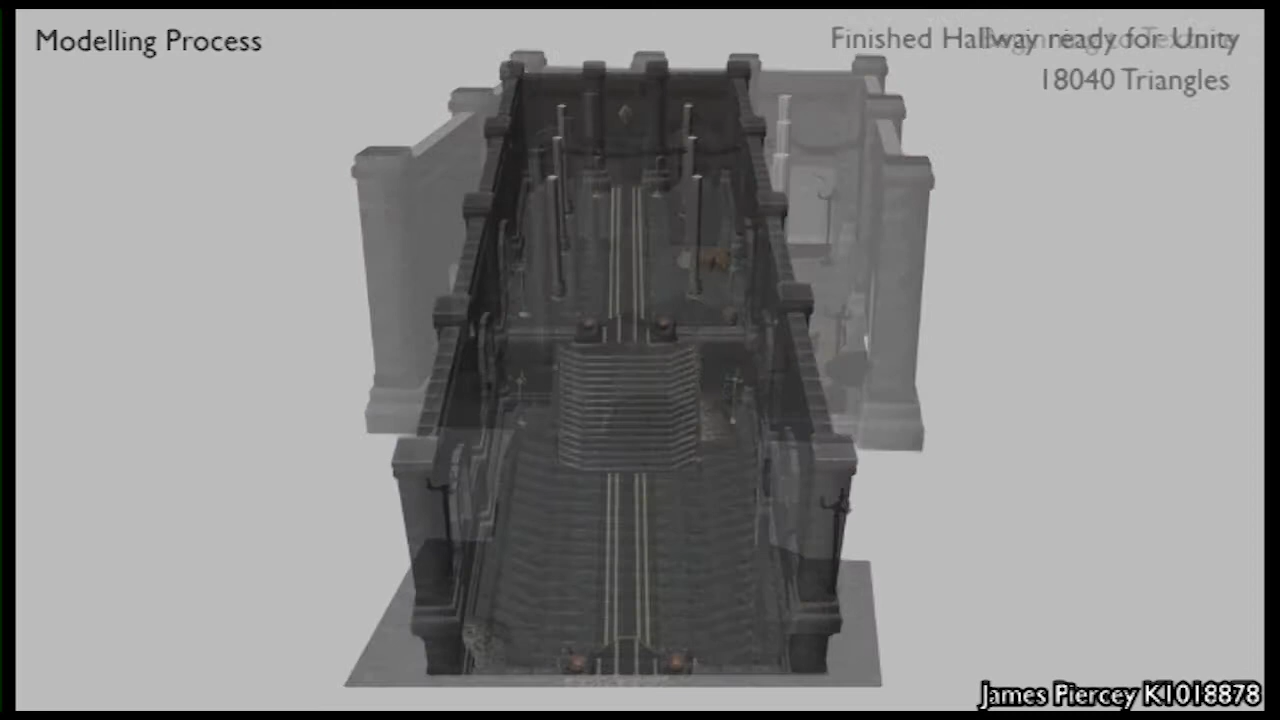 Modelling Process
Finished Hallway ready for Unity
18040 Triangles
James Piercey K1018878